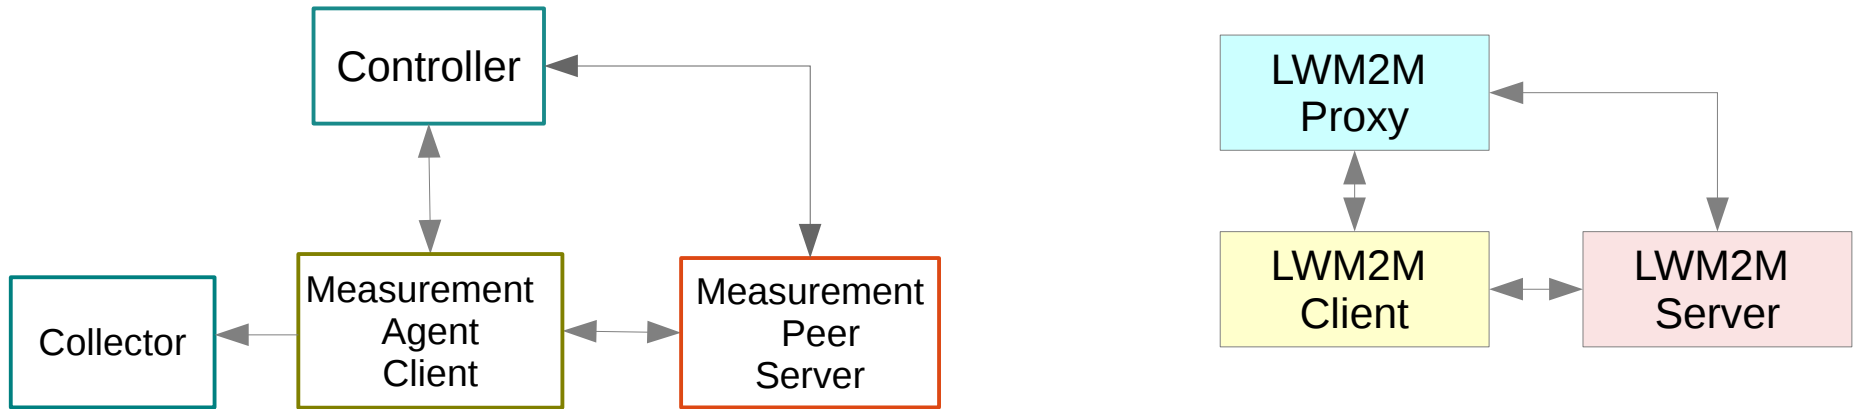 Controller
Collector
Measurement
Agent
Client
Measurement
Peer
Server
LWM2M
Proxy
LWM2M
Client
LWM2M
Server